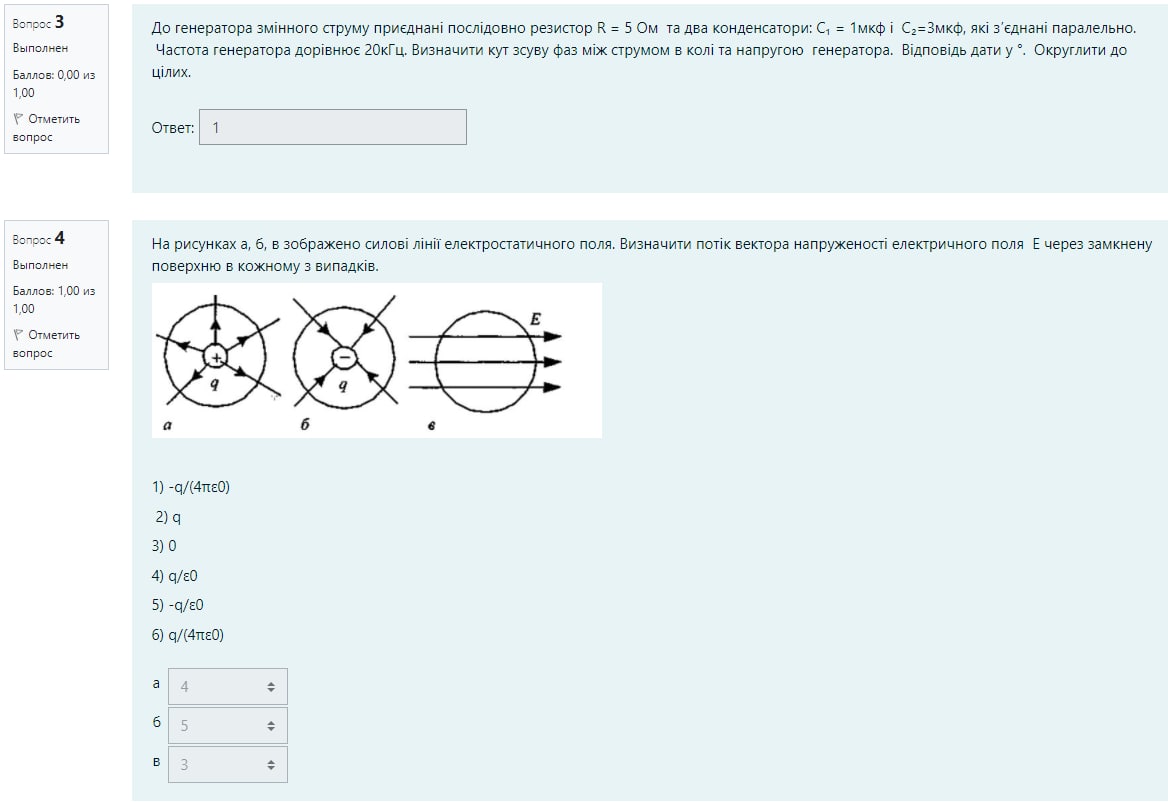 Вопрос 3
Выполнен
Баллов: 0,00 из
1,00
Отметить
вопрос
До генератора змінного струму приєднані послідовно резистор R = 5 Ом та два конденсатори: C₁ = 1мкф і C₂=3мкф, які з'єднані паралельно.
Частота генератора дорівнює 20кГц. Визначити кут зсуву фаз між струмом в колі та напругою генератора. Відповідь дати у °. Округлити до
цілих.
Ответ: 1
Вопрос 4
Выполнен
Баллов: 1,00 из
1,00
Отметить
вопрос
На рисунках а, б, в зображено силові лінії електростатичного поля. Визначити потік вектора напруженості електричного поля E через замкнену
поверхню в кожному з випадків.
+
q
а
−
q
б
E
в
1) -q/(4πε0)
2) q
3) 0
4) q/ε0
5) -q/ε0
6) q/(4πε0)
а 4
б 5
в 3